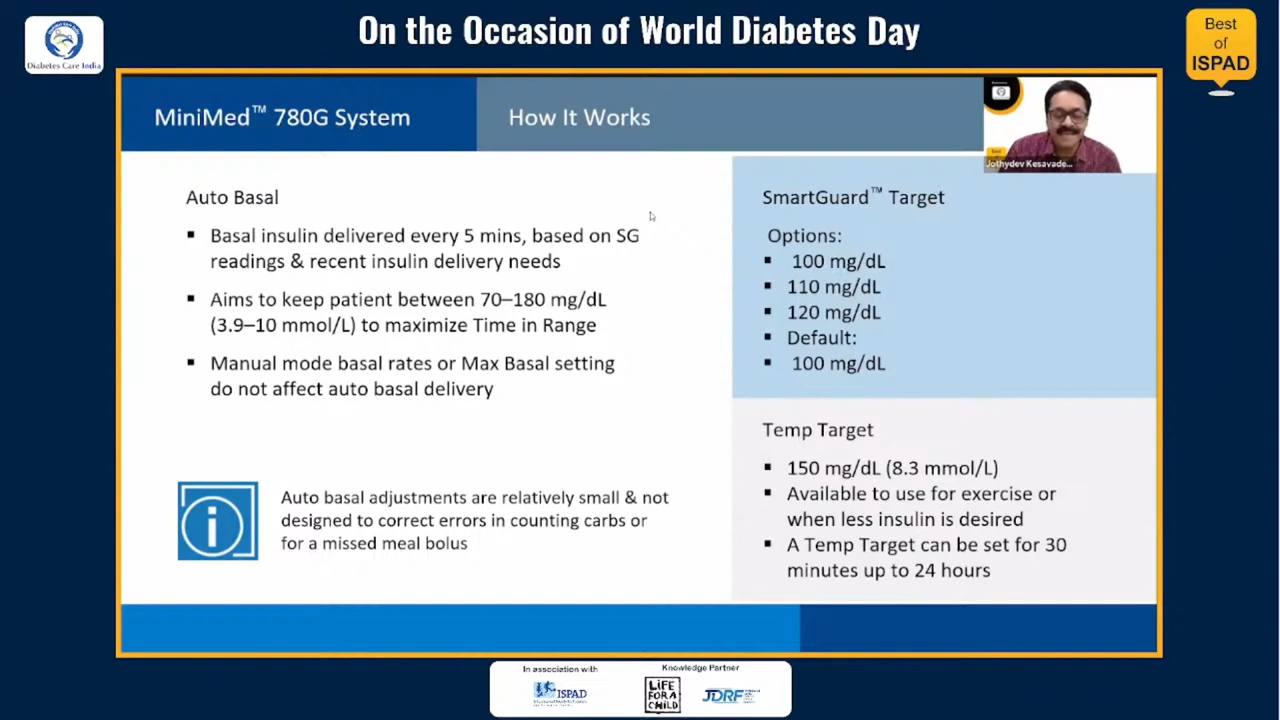 On the Occasion of World Diabetes Day
Diabetes Care India
Best
of
ISPAD
MiniMed™ 780G System
How It Works
Jothydev Kesavade...
Auto Basal
▪ Basal insulin delivered every 5 mins, based on SG
readings & recent insulin delivery needs
▪ Aims to keep patient between 70–180 mg/dL
(3.9–10 mmol/L) to maximize Time in Range
▪ Manual mode basal rates or Max Basal setting
do not affect auto basal delivery
i
Auto basal adjustments are relatively small & not
designed to correct errors in counting carbs or
for a missed meal bolus
SmartGuard™ Target
Options:
▪ 100 mg/dL
▪ 110 mg/dL
▪ 120 mg/dL
▪ Default:
▪ 100 mg/dL
Temp Target
▪ 150 mg/dL (8.3 mmol/L)
▪ Available to use for exercise or
when less insulin is desired
▪ A Temp Target can be set for 30
minutes up to 24 hours
In association with
ISPAD
Knowledge Partner
LIFE
FOR A
CHILD
JDRF